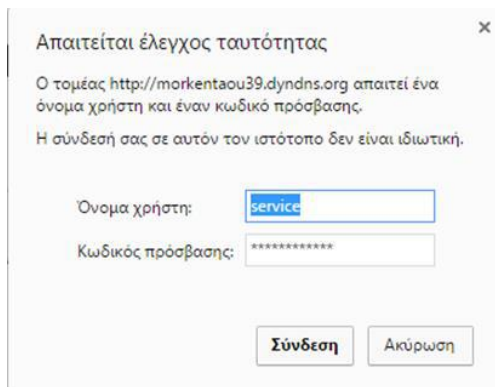 Απαιτείται έλεγχος ταυτότητας
Ο τομέας http://morkentaou39.dyndns.org απαιτεί ένα
όνομα χρήστη και έναν κωδικό πρόσβασης.
Η σύνδεσή σας σε αυτόν τον ιστότοπο δεν είναι ιδιωτική.
Όνομα χρήστη: service
Κωδικός πρόσβασης: ************
Σύνδεση Ακύρωση